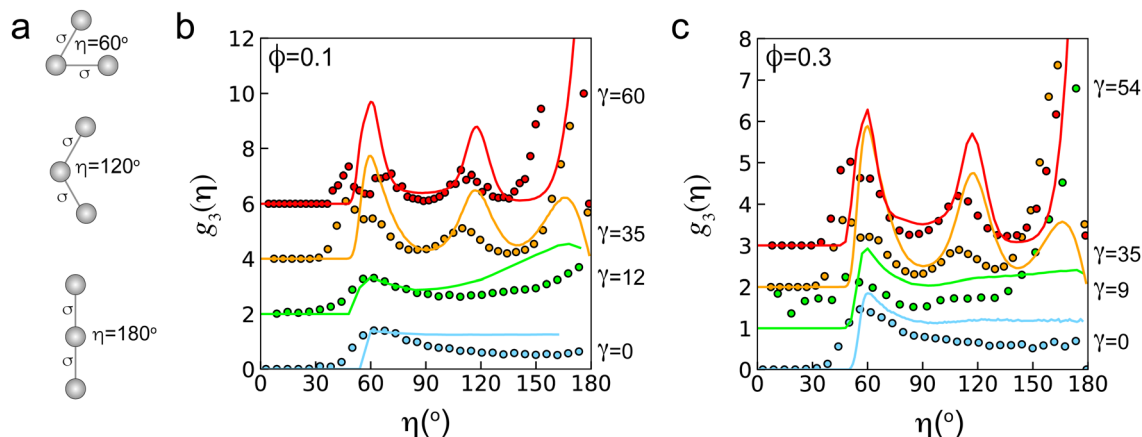 a
σ
η=60°
σ
σ
η=120°
σ
σ
η=180°
σ
b
ϕ=0.1
g₃(η)
12
10
8
6
4
2
0
0 30 60 90 120 150 180
η(°)
γ=60
γ=35
γ=12
γ=0
c
ϕ=0.3
g₃(η)
8
7
6
5
4
3
2
1
0
0 30 60 90 120 150 180
η(°)
γ=54
γ=35
γ=9
γ=0